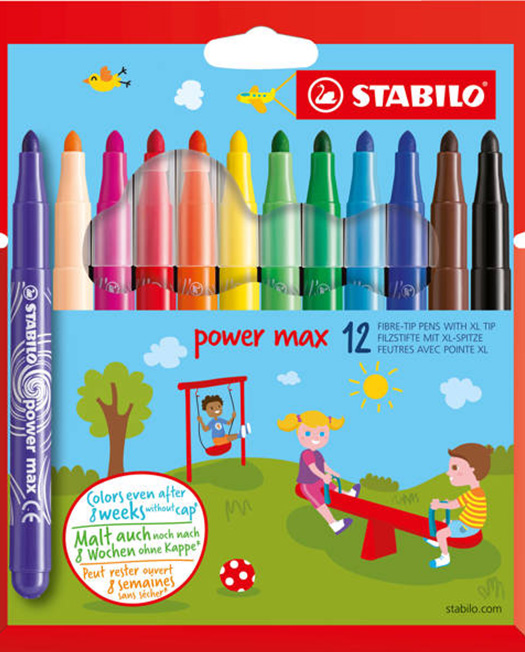 STABILO
power max
12
FIBRE-TIP PENS WITH XL TIP
FILZSTIFTE MIT XL-SPITZE
FEUTRES AVEC POINTE XL
STABILO power max CE
Colors even after
8 weeks without cap*
Malt auch noch nach
8 Wochen ohne Kappe*
Peut rester ouvert
8 semaines
sans sécher*
stabilo.com